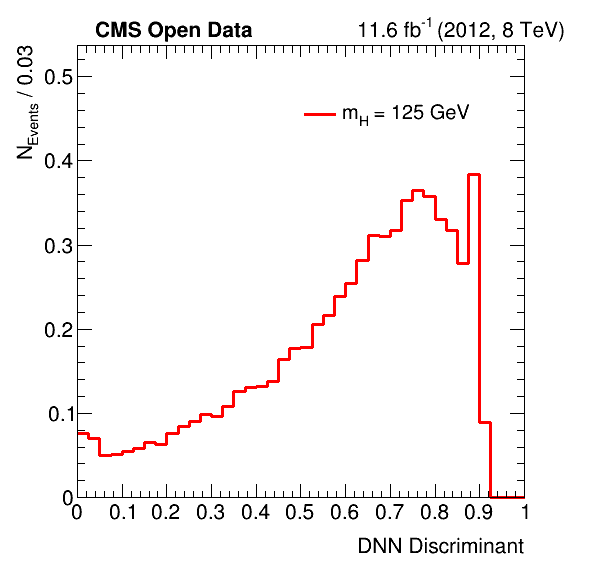 CMS Open Data
11.6 fb⁻¹ (2012, 8 TeV)
N_Events / 0.03
m_H = 125 GeV
0.5
0.4
0.3
0.2
0.1
0
0 0.1 0.2 0.3 0.4 0.5 0.6 0.7 0.8 0.9 1
DNN Discriminant